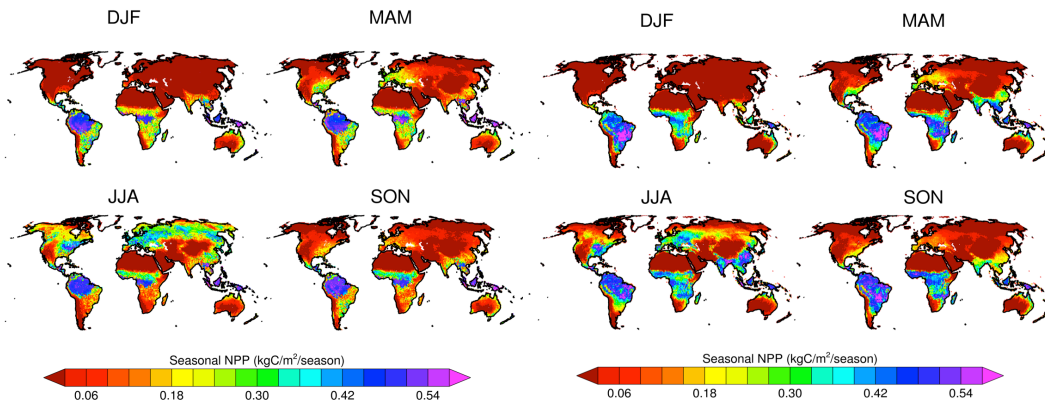 DJF
MAM
JJA
SON
Seasonal NPP (kgC/m²/season)
0.06 0.18 0.30 0.42 0.54
DJF
MAM
JJA
SON
Seasonal NPP (kgC/m²/season)
0.06 0.18 0.30 0.42 0.54